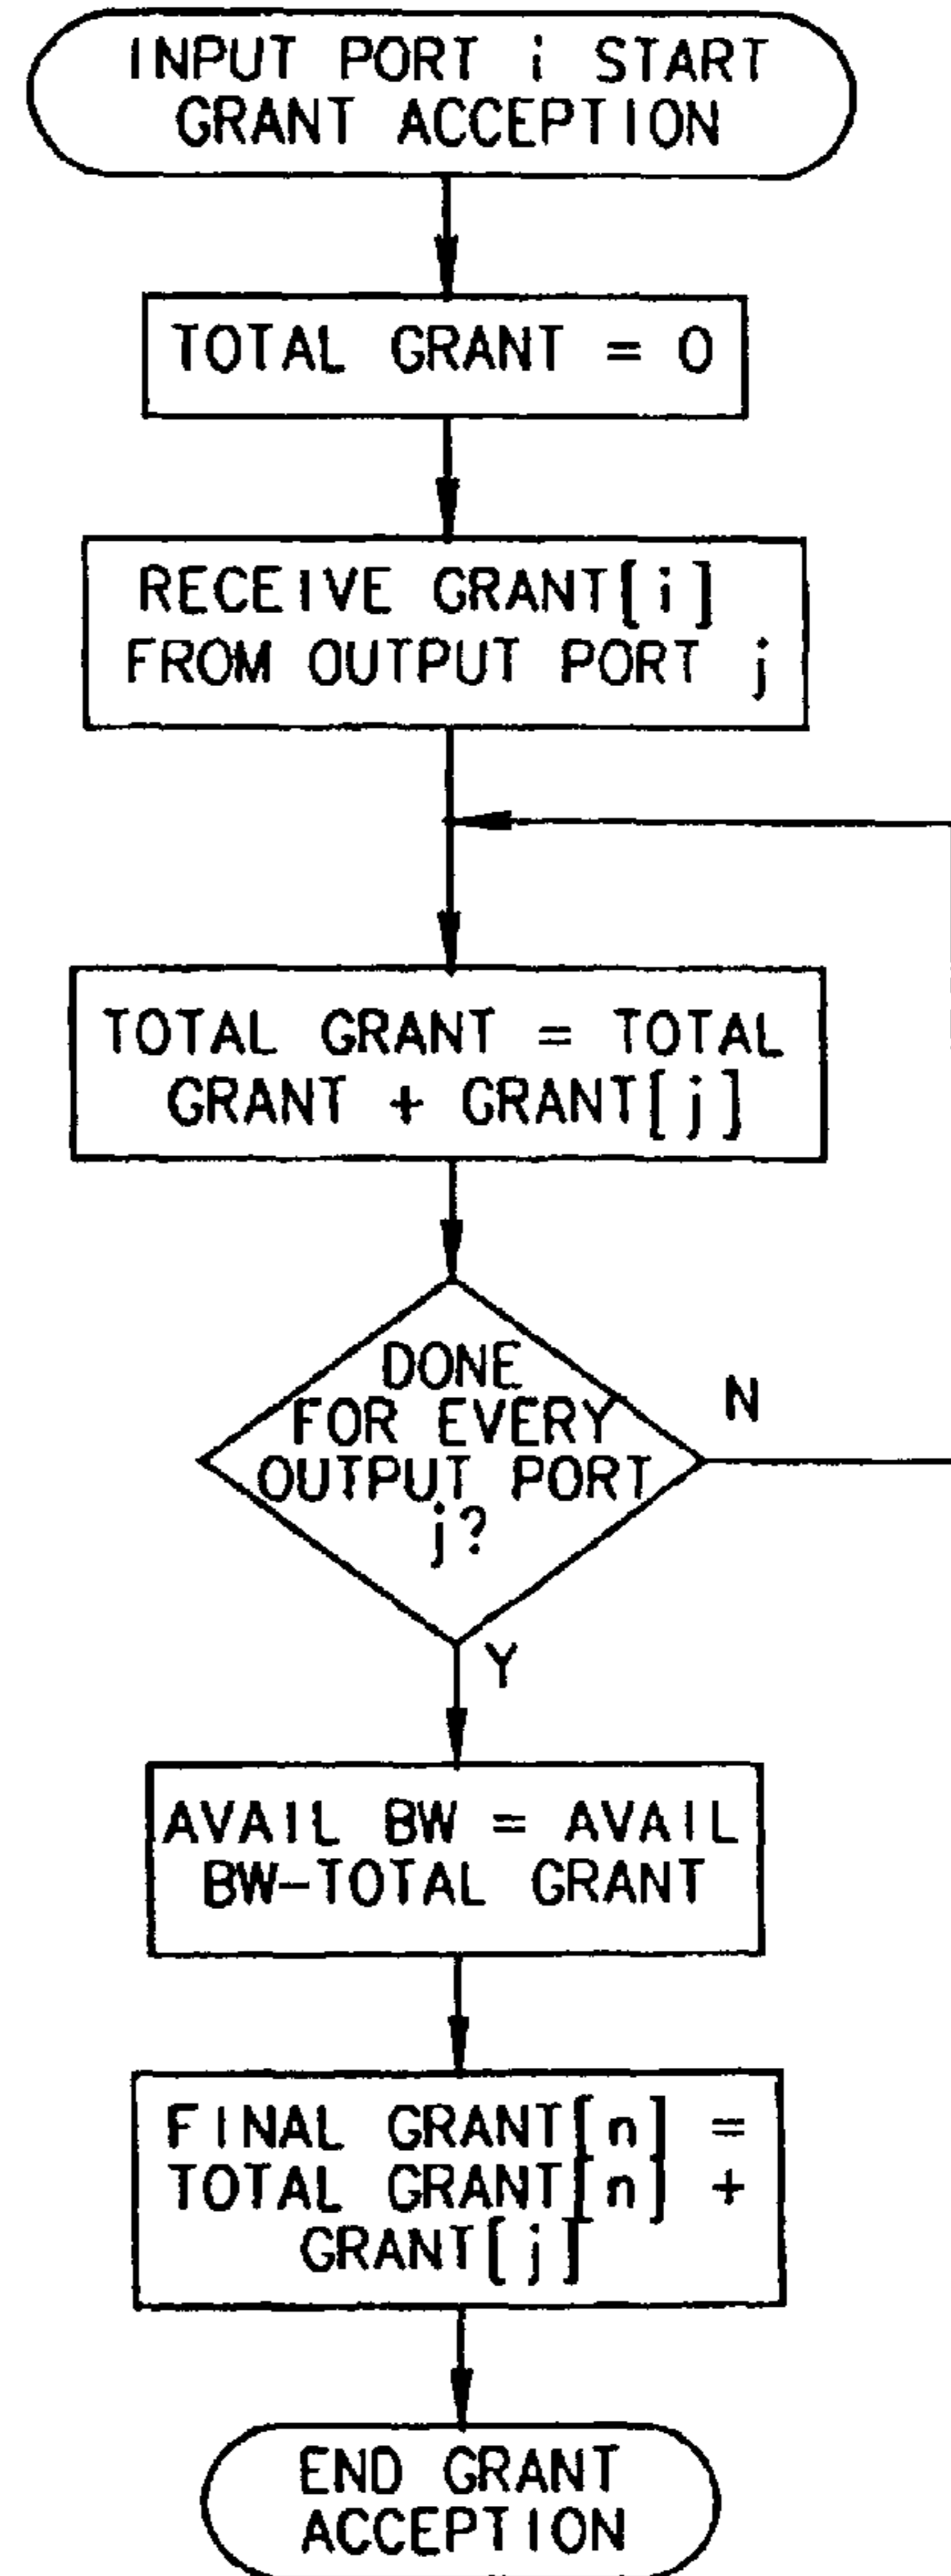 INPUT PORT i START
GRANT ACCEPTION
TOTAL GRANT = 0
RECEIVE GRANT[i]
FROM OUTPUT PORT j
TOTAL GRANT = TOTAL
GRANT + GRANT[j]
DONE
FOR EVERY
OUTPUT PORT
j?
N
Y
AVAIL BW = AVAIL
BW-TOTAL GRANT
FINAL GRANT[n] =
TOTAL GRANT[n] +
GRANT[j]
END GRANT
ACCEPTION